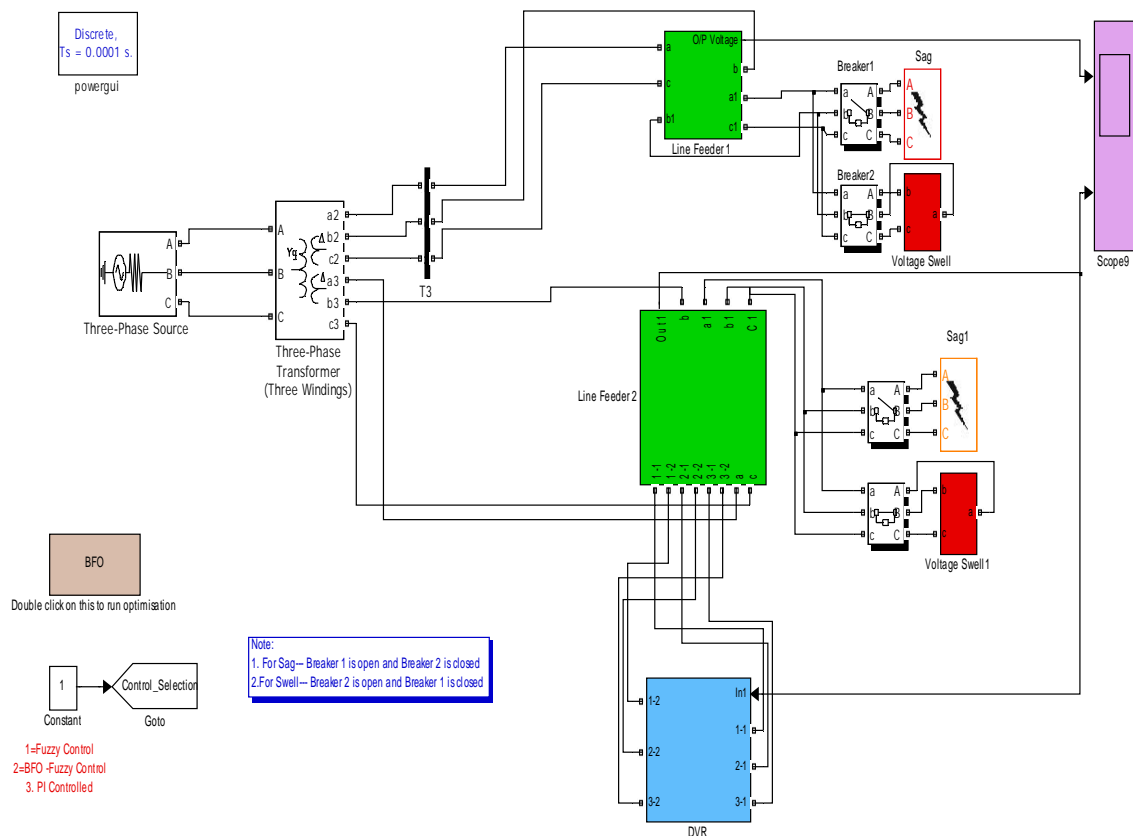 Discrete,
Ts = 0.0001 s.
powergui
O/P Voltage
a
b
c
a1
b1
c1
Line Feeder 1
Breaker1
a A
b B
c C
Sag
A
B
C
Breaker2
a A
b B
c C
b
a
c
Voltage Swell
Scope9
A
B
C
Three-Phase Source
A
B
C
Yg
Δ
Δ
a2
b2
c2
a3
b3
c3
Three-Phase
Transformer
(Three Windings)
T3
Out1
b
a1
b1
C1
Line Feeder 2
1-1
1-2
2-1
2-2
3-1
3-2
a
c
a A
b B
c C
Sag1
A
B
C
a A
b B
c C
b
a
c
Voltage Swell1
BFO
Double click on this to run optimisation
1
Constant
Control_Selection
Goto
1=Fuzzy Control
2=BFO -Fuzzy Control
3. PI Controlled
Note:
1. For Sag--- Breaker 1 is open and Breaker 2 is closed
2.For Swell--- Breaker 2 is open and Breaker 1 is closed
In1
1-2
1-1
2-2
2-1
3-2
3-1
DVR